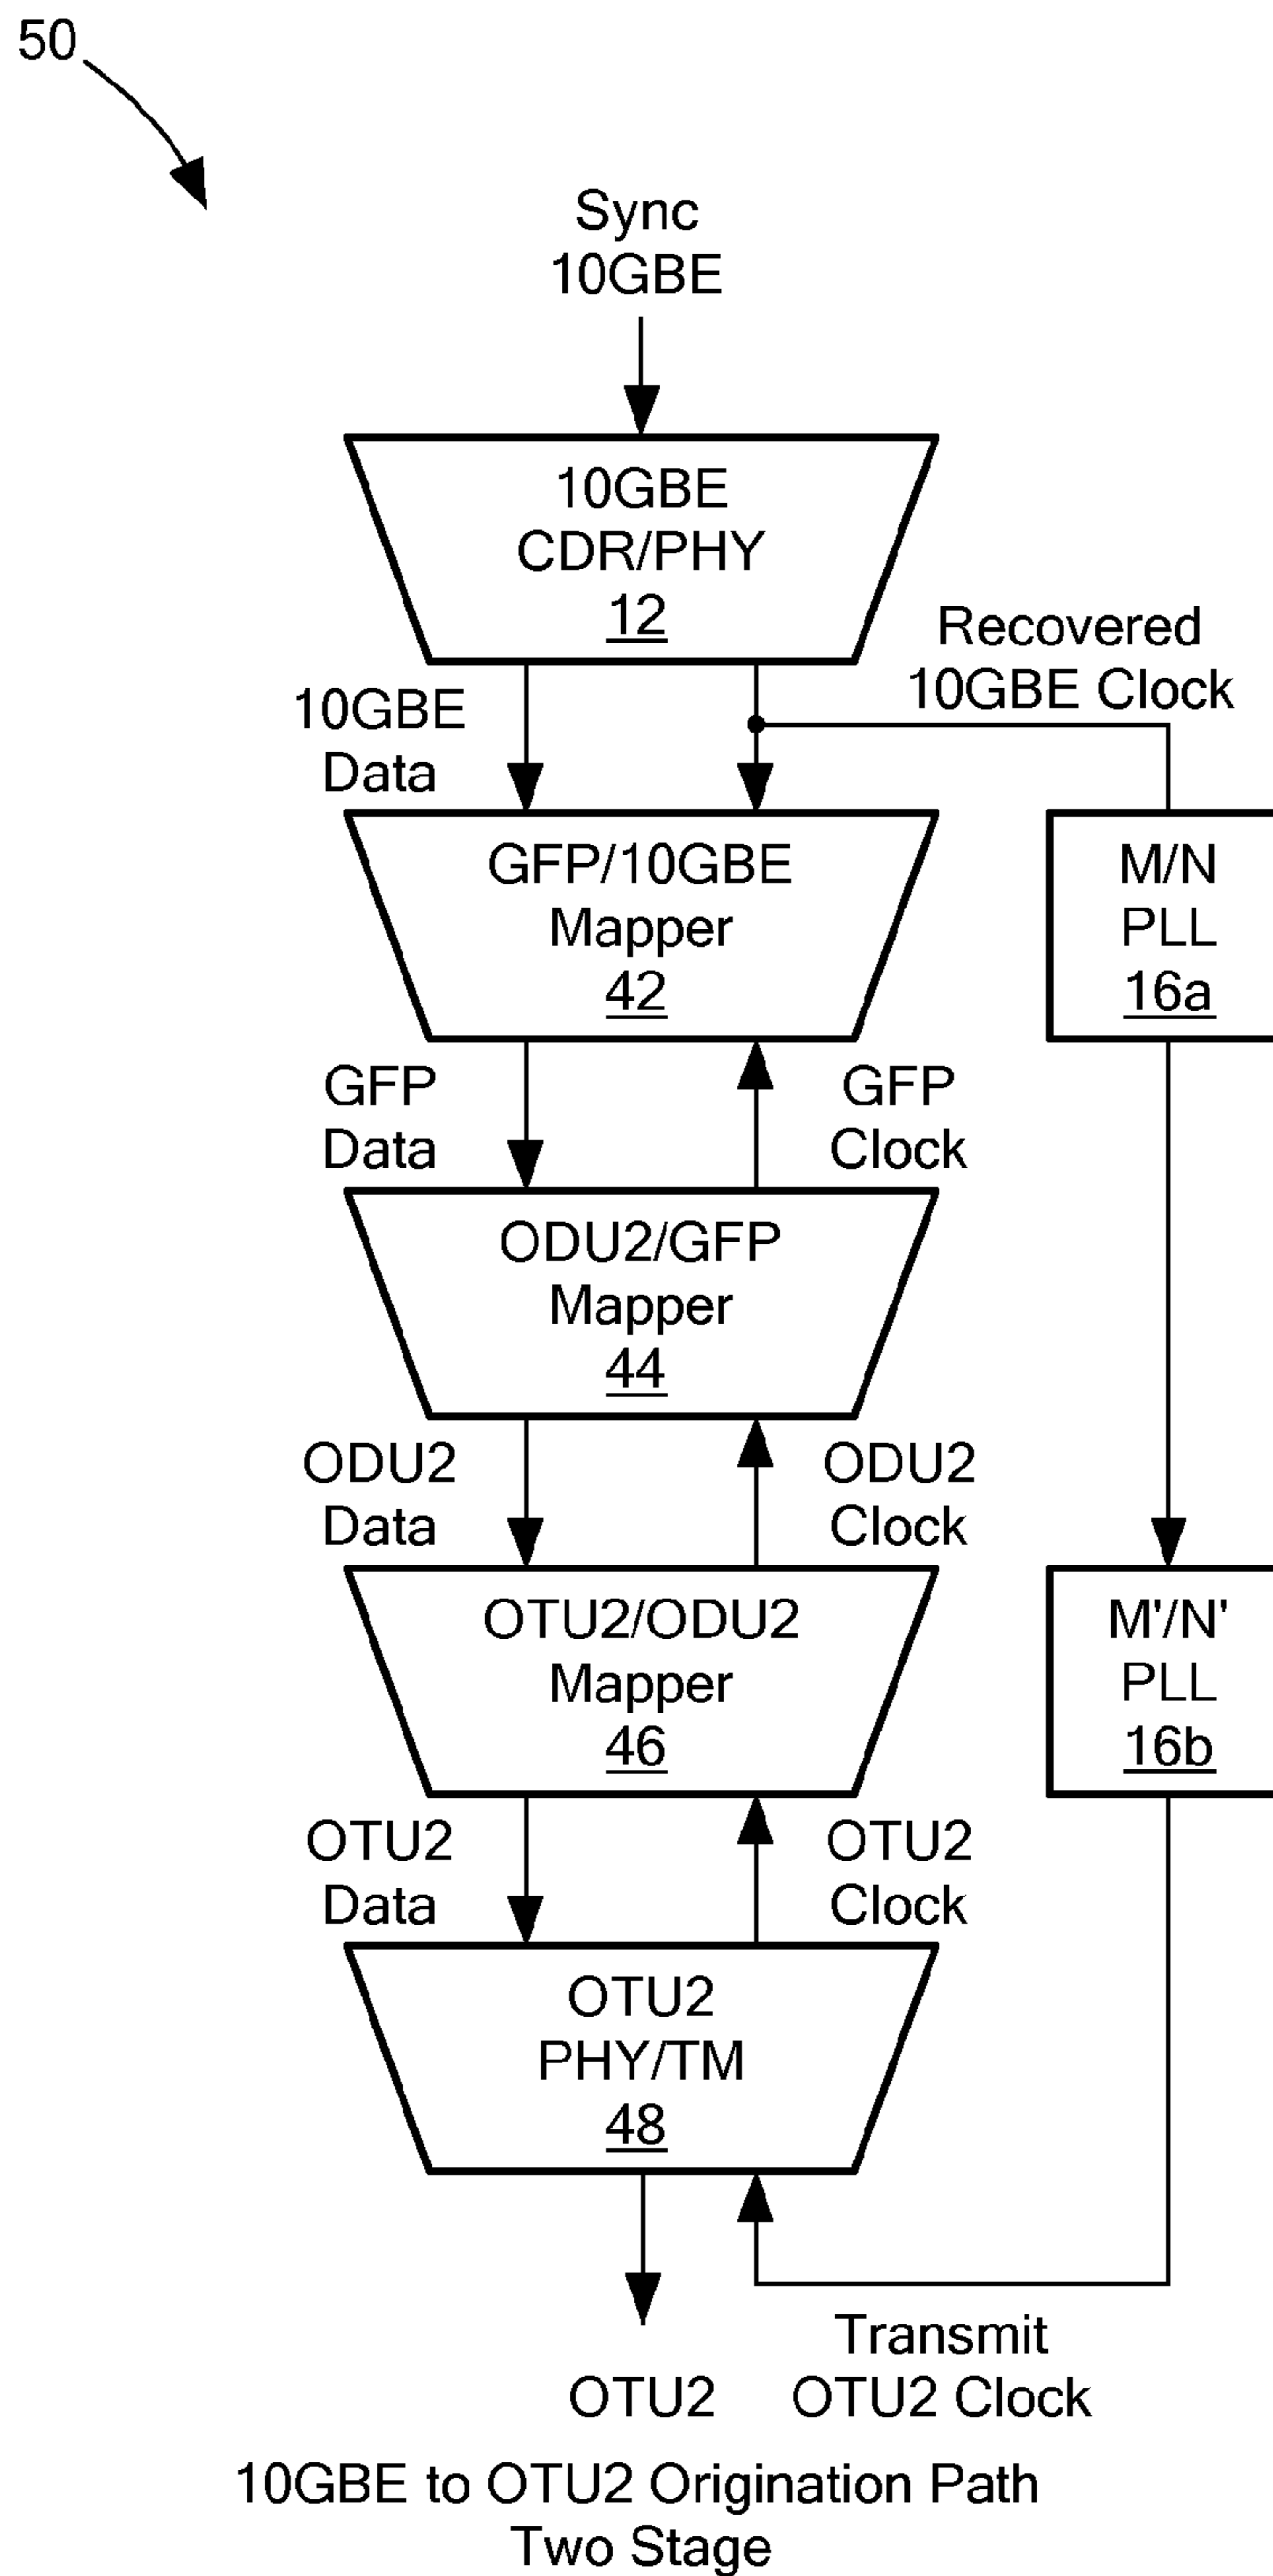 50
Sync
10GBE
10GBE
CDR/PHY
12
Recovered
10GBE Clock
10GBE
Data
GFP/10GBE
Mapper
42
M/N
PLL
16a
GFP
Data
GFP
Clock
ODU2/GFP
Mapper
44
ODU2
Data
ODU2
Clock
OTU2/ODU2
Mapper
46
M'/N'
PLL
16b
OTU2
Data
OTU2
Clock
OTU2
PHY/TM
48
Transmit
OTU2 Clock
OTU2
10GBE to OTU2 Origination Path
Two Stage